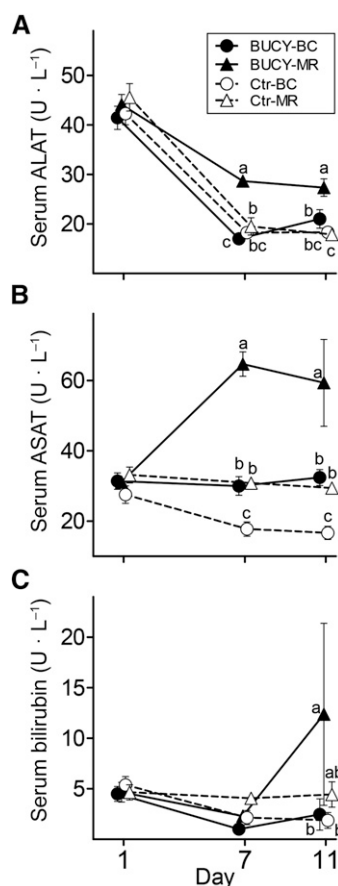 A
BUCY-BC
BUCY-MR
Ctr-BC
Ctr-MR
Serum ALAT (U · L⁻¹)
50
40
30
20
a
a
b
b
c
bc
bc
c
B
Serum ASAT (U · L⁻¹)
60
40
20
a
a
b
b
b
b
c
c
C
Serum bilirubin (U · L⁻¹)
20
15
10
5
a
ab
b
b
1
7
11
Day